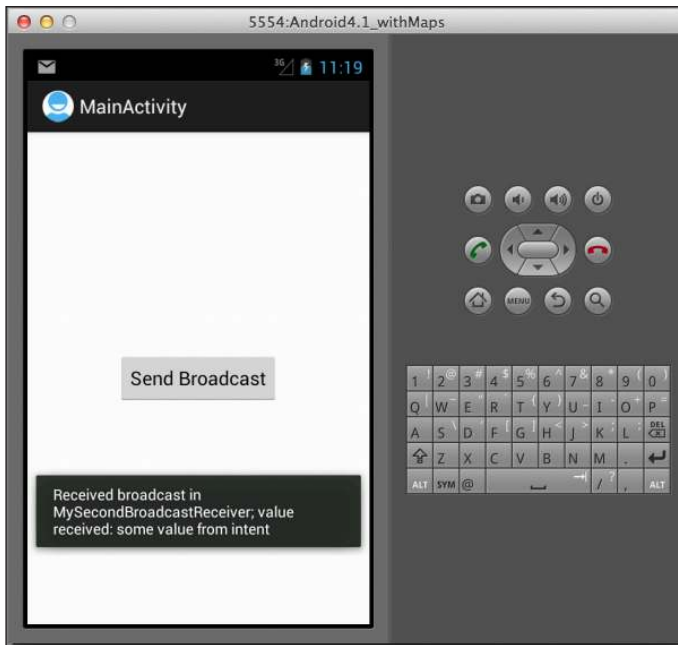 5554:Android4.1_withMaps
3G 11:19
MainActivity
Send Broadcast
Received broadcast in
MySecondBroadcastReceiver; value
received: some value from intent
MENU
1 ! 2 @ 3 # 4 $ 5 % 6 ^ 7 & 8 * 9 ( 0 )
Q | W ~ E " R ` T { Y } U _ I - O + P =
A S \ D ' F [ G ] H < J > K ; L : DEL
Z X C V B N M .
ALT SYM @ / ? , ALT